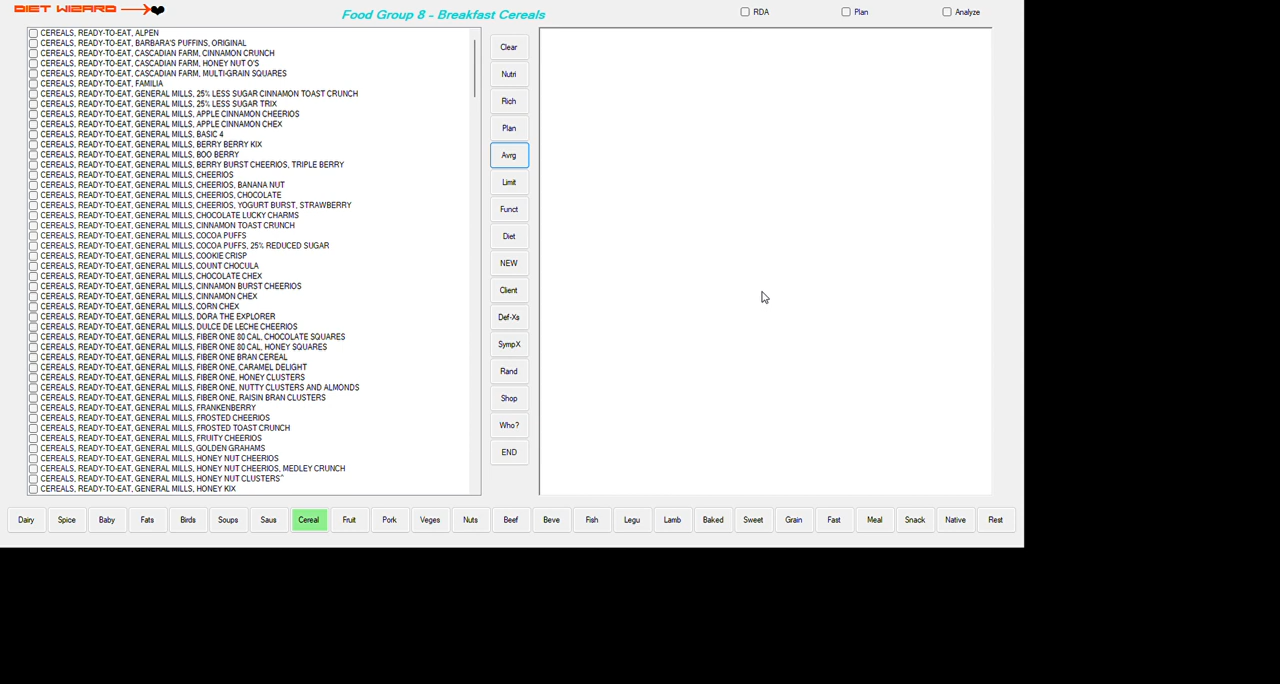 DIET WIZARD
Food Group 8 - Breakfast Cereals
RDA
Plan
Analyze
CEREALS, READY-TO-EAT, ALPEN
CEREALS, READY-TO-EAT, BARBARA'S PUFFINS, ORIGINAL
CEREALS, READY-TO-EAT, CASCADIAN FARM, CINNAMON CRUNCH
CEREALS, READY-TO-EAT, CASCADIAN FARM, HONEY NUT O'S
CEREALS, READY-TO-EAT, CASCADIAN FARM, MULTI-GRAIN SQUARES
CEREALS, READY-TO-EAT, FAMILIA
CEREALS, READY-TO-EAT, GENERAL MILLS, 25% LESS SUGAR CINNAMON TOAST CRUNCH
CEREALS, READY-TO-EAT, GENERAL MILLS, 25% LESS SUGAR TRIX
CEREALS, READY-TO-EAT, GENERAL MILLS, APPLE CINNAMON CHEERIOS
CEREALS, READY-TO-EAT, GENERAL MILLS, APPLE CINNAMON CHEX
CEREALS, READY-TO-EAT, GENERAL MILLS, BASIC 4
CEREALS, READY-TO-EAT, GENERAL MILLS, BERRY BERRY KIX
CEREALS, READY-TO-EAT, GENERAL MILLS, BOO BERRY
CEREALS, READY-TO-EAT, GENERAL MILLS, BERRY BURST CHEERIOS, TRIPLE BERRY
CEREALS, READY-TO-EAT, GENERAL MILLS, CHEERIOS
CEREALS, READY-TO-EAT, GENERAL MILLS, CHEERIOS, BANANA NUT
CEREALS, READY-TO-EAT, GENERAL MILLS, CHEERIOS, CHOCOLATE
CEREALS, READY-TO-EAT, GENERAL MILLS, CHEERIOS, YOGURT BURST, STRAWBERRY
CEREALS, READY-TO-EAT, GENERAL MILLS, CHOCOLATE LUCKY CHARMS
CEREALS, READY-TO-EAT, GENERAL MILLS, CINNAMON TOAST CRUNCH
CEREALS, READY-TO-EAT, GENERAL MILLS, COCOA PUFFS
CEREALS, READY-TO-EAT, GENERAL MILLS, COCOA PUFFS, 25% REDUCED SUGAR
CEREALS, READY-TO-EAT, GENERAL MILLS, COOKIE CRISP
CEREALS, READY-TO-EAT, GENERAL MILLS, COUNT CHOCULA
CEREALS, READY-TO-EAT, GENERAL MILLS, CHOCOLATE CHEX
CEREALS, READY-TO-EAT, GENERAL MILLS, CINNAMON BURST CHEERIOS
CEREALS, READY-TO-EAT, GENERAL MILLS, CINNAMON CHEX
CEREALS, READY-TO-EAT, GENERAL MILLS, CORN CHEX
CEREALS, READY-TO-EAT, GENERAL MILLS, DORA THE EXPLORER
CEREALS, READY-TO-EAT, GENERAL MILLS, DULCE DE LECHE CHEERIOS
CEREALS, READY-TO-EAT, GENERAL MILLS, FIBER ONE 80 CAL, CHOCOLATE SQUARES
CEREALS, READY-TO-EAT, GENERAL MILLS, FIBER ONE 80 CAL, HONEY SQUARES
CEREALS, READY-TO-EAT, GENERAL MILLS, FIBER ONE BRAN CEREAL
CEREALS, READY-TO-EAT, GENERAL MILLS, FIBER ONE, CARAMEL DELIGHT
CEREALS, READY-TO-EAT, GENERAL MILLS, FIBER ONE, HONEY CLUSTERS
CEREALS, READY-TO-EAT, GENERAL MILLS, FIBER ONE, NUTTY CLUSTERS AND ALMONDS
CEREALS, READY-TO-EAT, GENERAL MILLS, FIBER ONE, RAISIN BRAN CLUSTERS
CEREALS, READY-TO-EAT, GENERAL MILLS, FRANKENBERRY
CEREALS, READY-TO-EAT, GENERAL MILLS, FROSTED CHEERIOS
CEREALS, READY-TO-EAT, GENERAL MILLS, FROSTED TOAST CRUNCH
CEREALS, READY-TO-EAT, GENERAL MILLS, FRUITY CHEERIOS
CEREALS, READY-TO-EAT, GENERAL MILLS, GOLDEN GRAHAMS
CEREALS, READY-TO-EAT, GENERAL MILLS, HONEY NUT CHEERIOS
CEREALS, READY-TO-EAT, GENERAL MILLS, HONEY NUT CHEERIOS, MEDLEY CRUNCH
CEREALS, READY-TO-EAT, GENERAL MILLS, HONEY NUT CLUSTERS^
CEREALS, READY-TO-EAT, GENERAL MILLS, HONEY KIX
Clear
Nutri
Rich
Plan
Avrg
Limit
Funct
Diet
NEW
Client
Def-Xs
SympX
Rand
Shop
Who?
END
Dairy Spice Baby Fats Birds Soups Saus Cereal Fruit Pork Veges Nuts Beef Beve Fish Legu Lamb Baked Sweet Grain Fast Meal Snack Native Rest